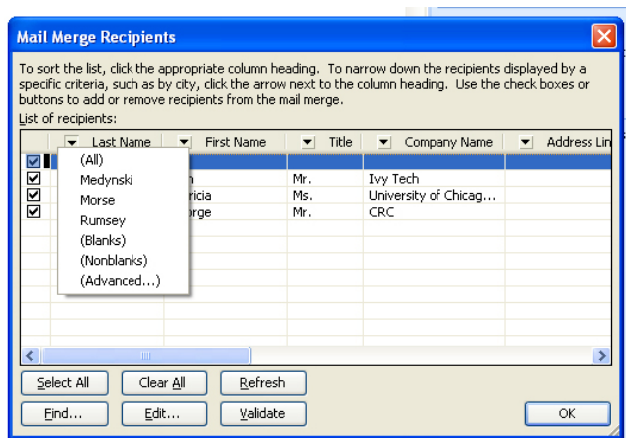 Mail Merge Recipients
To sort the list, click the appropriate column heading. To narrow down the recipients displayed by a
specific criteria, such as by city, click the arrow next to the column heading. Use the check boxes or
buttons to add or remove recipients from the mail merge.
List of recipients:
Last Name First Name Title Company Name Address Lin
(All)
Medynski Mr. Ivy Tech
Morse ricia Ms. University of Chicag...
Rumsey orge Mr. CRC
(Blanks)
(Nonblanks)
(Advanced...)
Select All Clear All Refresh
Find... Edit... Validate OK